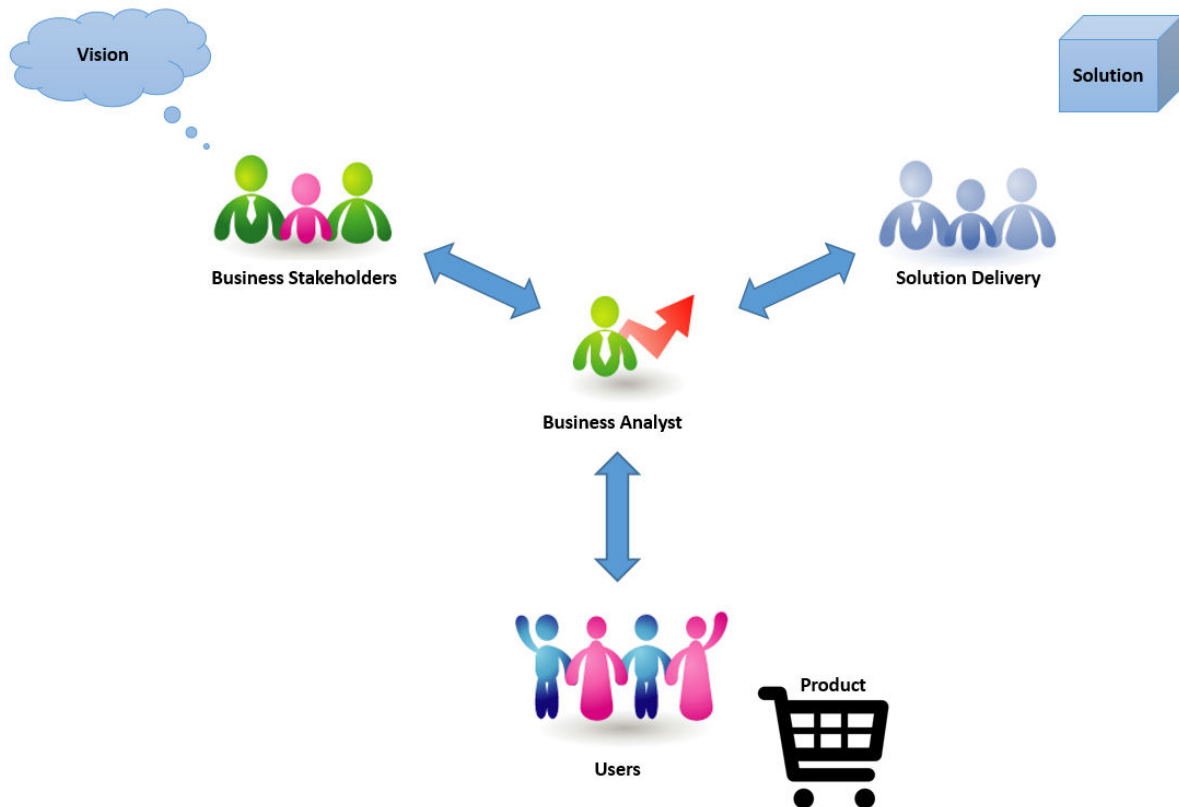 Vision
Solution
Business Stakeholders
Solution Delivery
Business Analyst
Product
Users